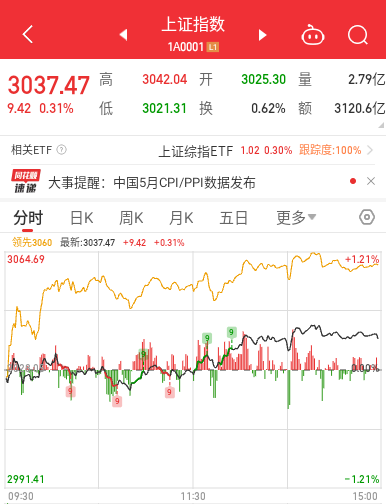 上证指数
1A0001 L1
3037.47 高 3042.04 开 3025.30 量 2.79亿
9.42 0.31% 低 3021.31 换 0.62% 额 3120.6亿
相关ETF ? 上证综指ETF 1.02 0.30% 跟踪度:100%
同花顺
速递
大事提醒：中国5月CPI/PPI数据发布
分时 日K 周K 月K 五日 更多
领先3060 最新:3037.47 +9.42 +0.31%
3064.69 +1.21%
9
9
0.00%
9
9
9
2991.41 -1.21%
09:30 11:30 15:00